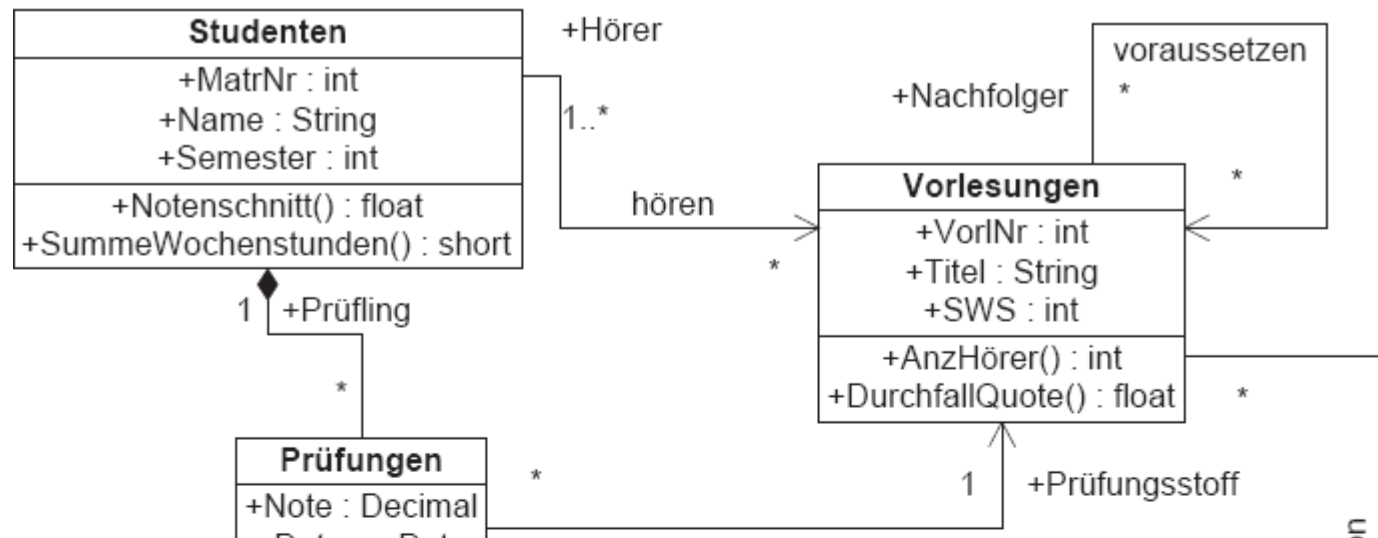 Studenten
+MatrNr : int
+Name : String
+Semester : int
+Notenschnitt() : float
+SummeWochenstunden() : short
+Hörer
1..*
hören
*
voraussetzen
+Nachfolger
*
*
Vorlesungen
+VorlNr : int
+Titel : String
+SWS : int
+AnzHörer() : int
+DurchfallQuote() : float
*
1
+Prüfling
*
Prüfungen
+Note : Decimal
*
1
+Prüfungsstoff